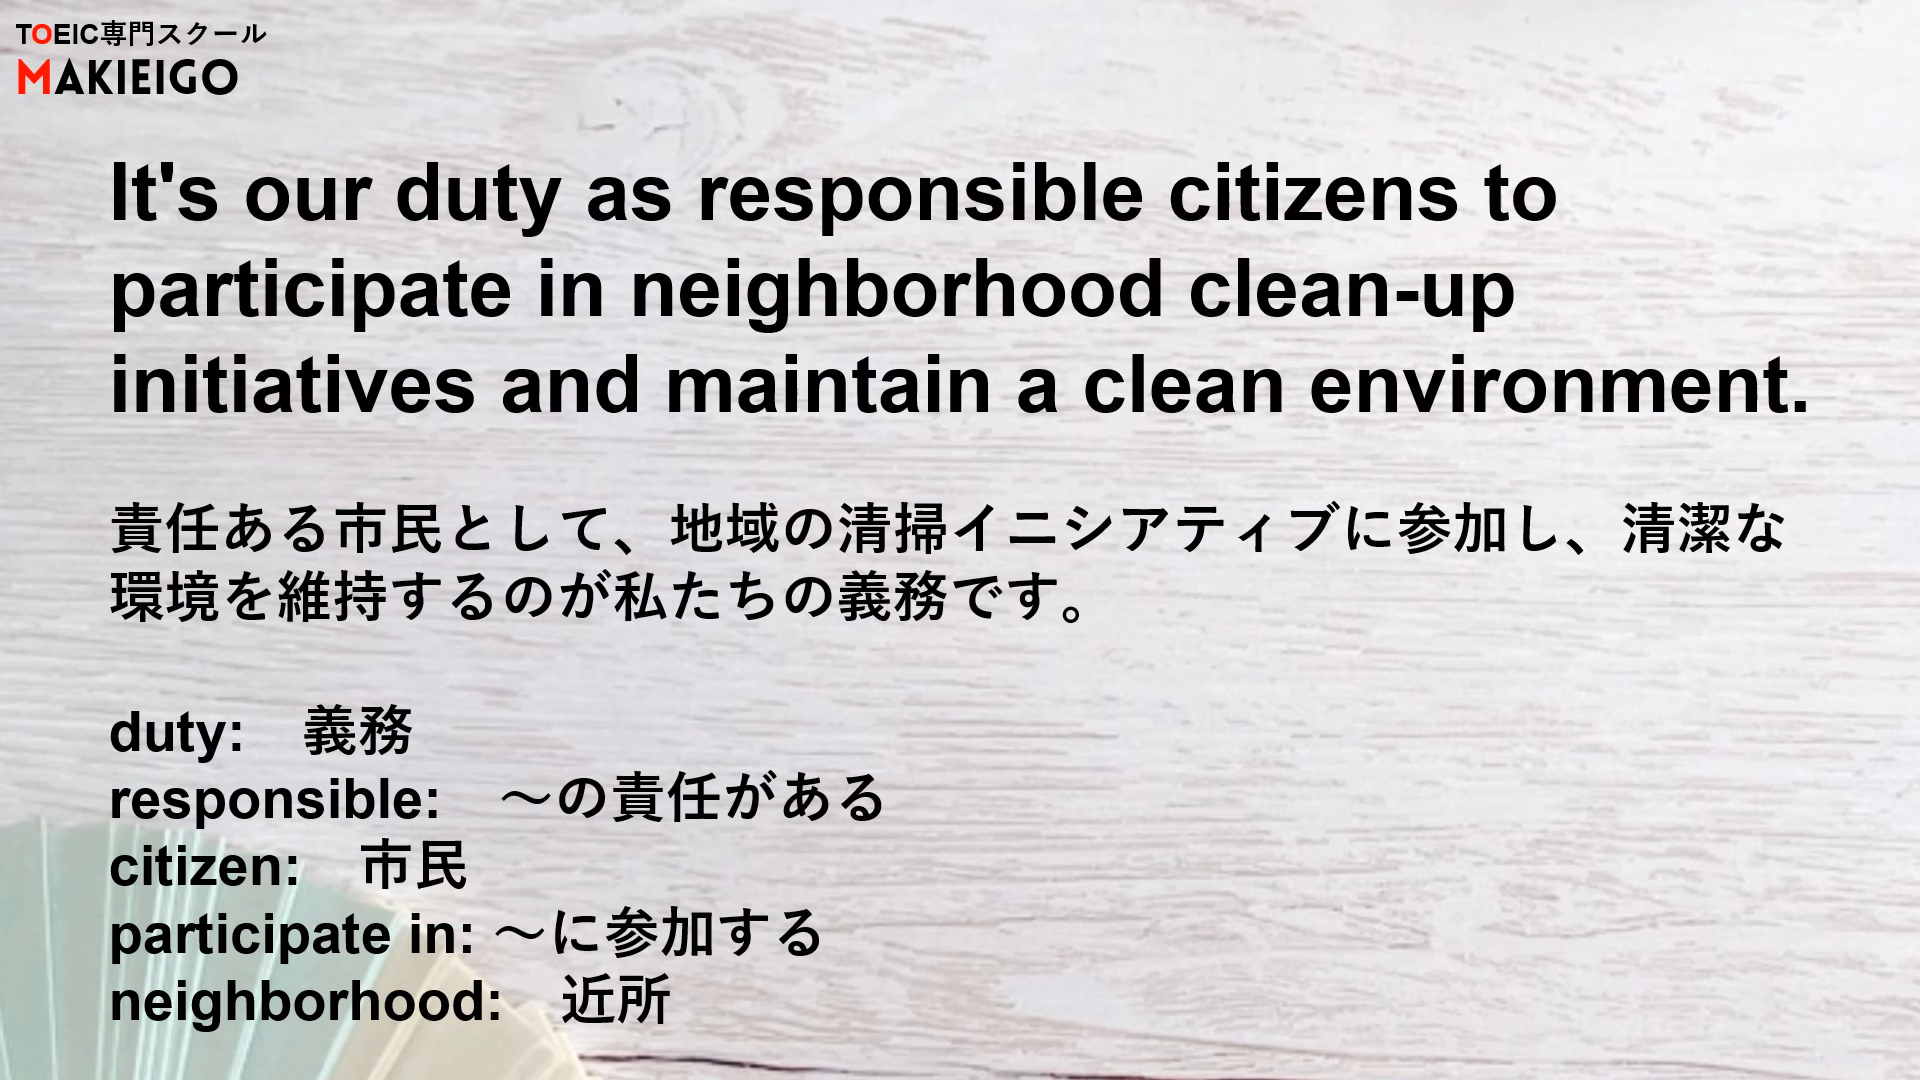 TOEIC専門スクール
MAKIEIGO
It's our duty as responsible citizens to
participate in neighborhood clean-up
initiatives and maintain a clean environment.
責任ある市民として、地域の清掃イニシアティブに参加し、清潔な
環境を維持するのが私たちの義務です。
duty:　義務
responsible:　～の責任がある
citizen:　市民
participate in: ～に参加する
neighborhood:　近所